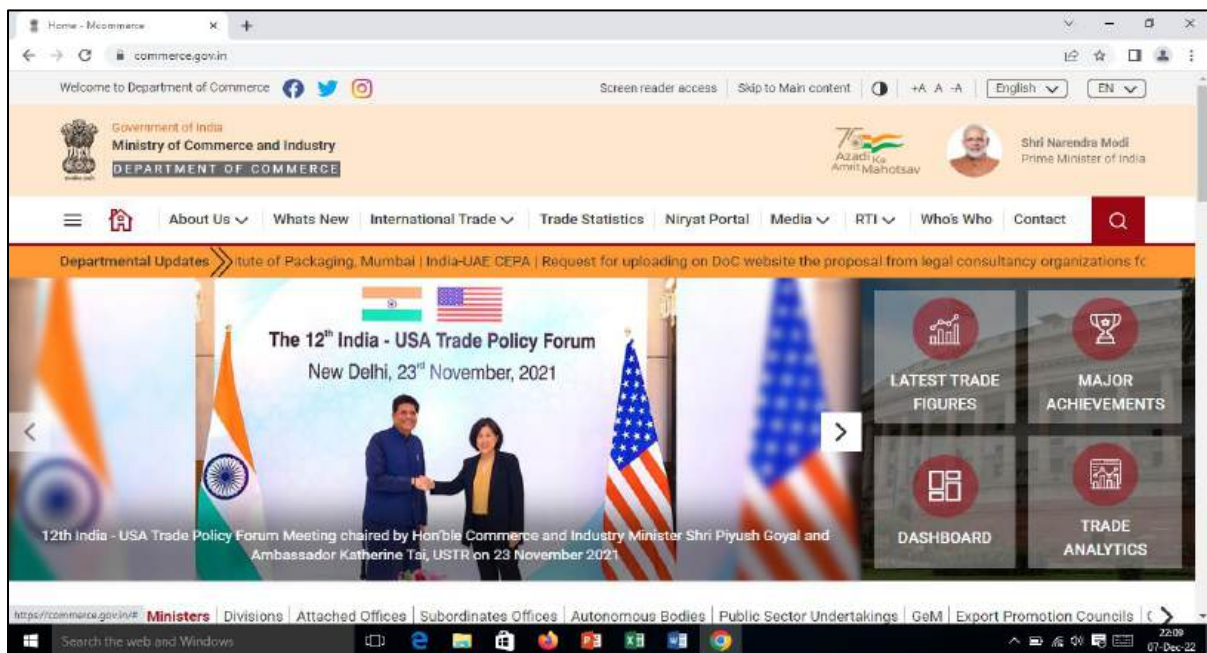 Home - Mcommerce
commerce.gov.in
Welcome to Department of Commerce
Screen reader access Skip to Main content +A A -A English EN
Government of India
Ministry of Commerce and Industry
DEPARTMENT OF COMMERCE
Azadi Ka
Amrit Mahotsav
Shri Narendra Modi
Prime Minister of India
About Us Whats New International Trade Trade Statistics Niryat Portal Media RTI Who's Who Contact
Departmental Updates itute of Packaging, Mumbai | India-UAE CEPA | Request for uploading on DoC website the proposal from legal consultancy organizations fc
The 12th India - USA Trade Policy Forum
New Delhi, 23rd November, 2021
12th India - USA Trade Policy Forum Meeting chaired by Hon'ble Commerce and Industry Minister Shri Piyush Goyal and
Ambassador Katherine Tai, USTR on 23 November 2021
LATEST TRADE
FIGURES
MAJOR
ACHIEVEMENTS
DASHBOARD
TRADE
ANALYTICS
https://commerce.gov.in/# Ministers | Divisions | Attached Offices | Subordinates Offices | Autonomous Bodies | Public Sector Undertakings | GeM | Export Promotion Councils |
Search the web and Windows
22:09
07-Dec-22